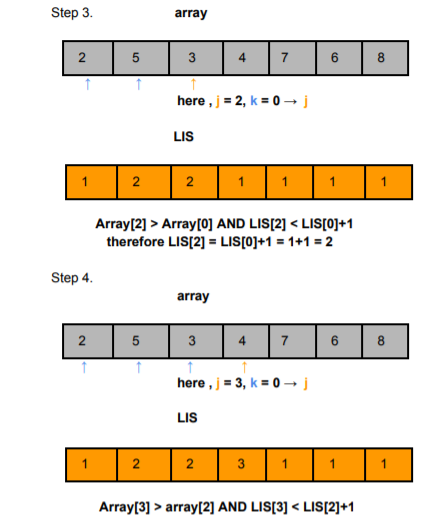 Step 3.
array
2 5 3 4 7 6 8
↑ ↑ ↑
here , j = 2, k = 0 → j
LIS
1 2 2 1 1 1 1
Array[2] > Array[0] AND LIS[2] < LIS[0]+1
therefore LIS[2] = LIS[0]+1 = 1+1 = 2
Step 4.
array
2 5 3 4 7 6 8
↑ ↑ ↑ ↑
here , j = 3, k = 0 → j
LIS
1 2 2 3 1 1 1
Array[3] > array[2] AND LIS[3] < LIS[2]+1